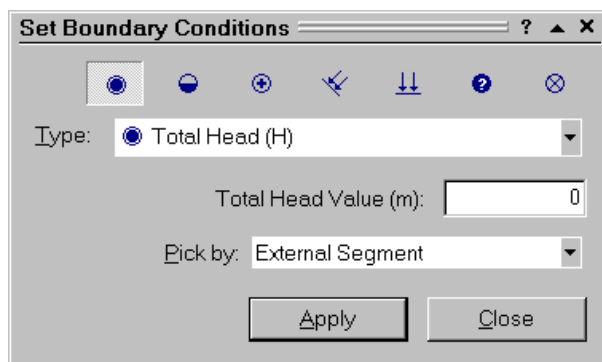 Set Boundary Conditions ?
?
Type: Total Head (H)
Total Head Value (m): 0
Pick by: External Segment
Apply Close